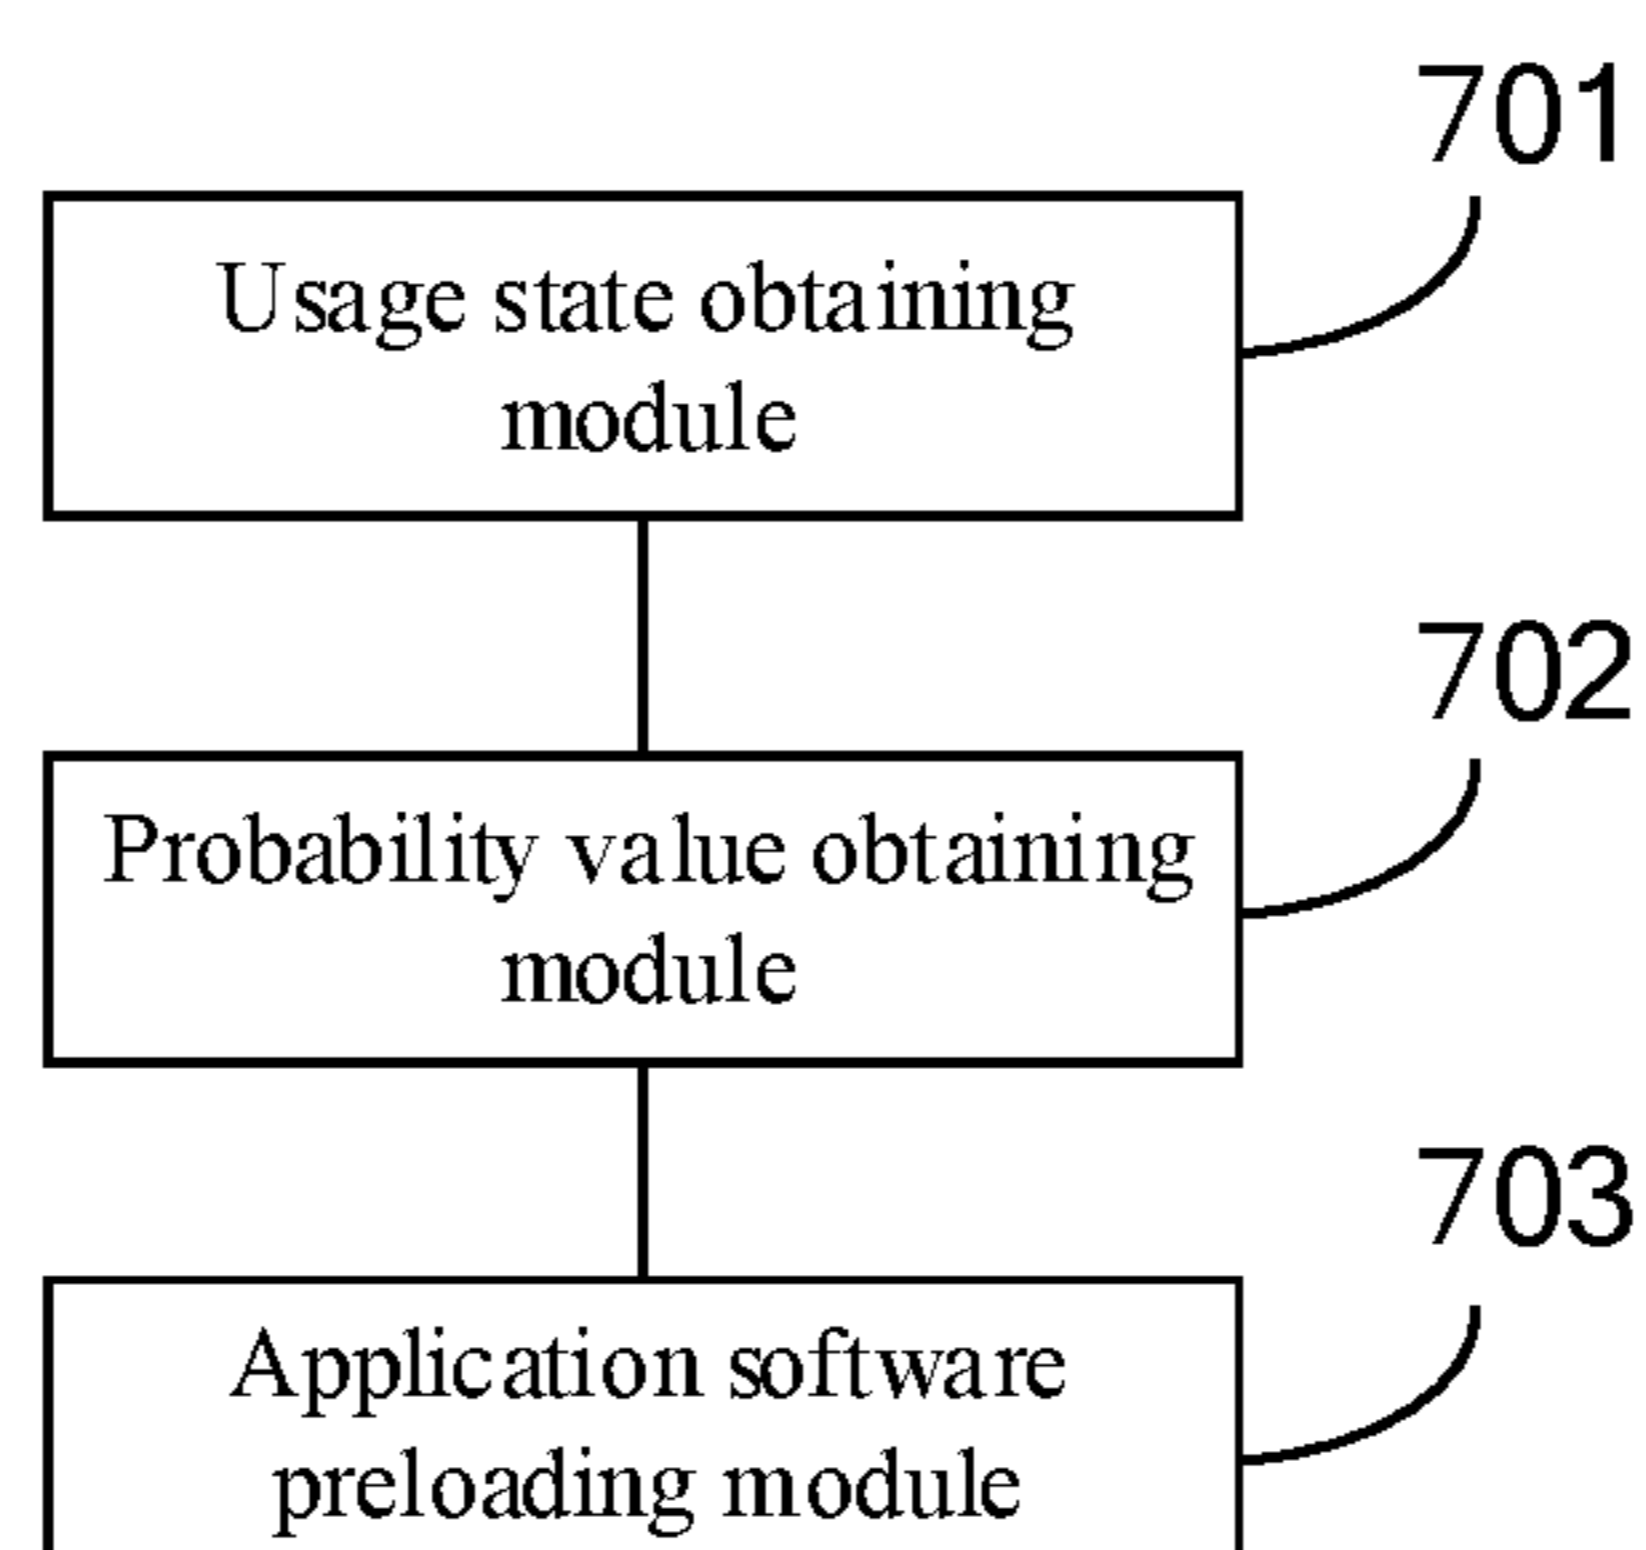 701
Usage state obtaining
module
702
Probability value obtaining
module
703
Application software
preloading module